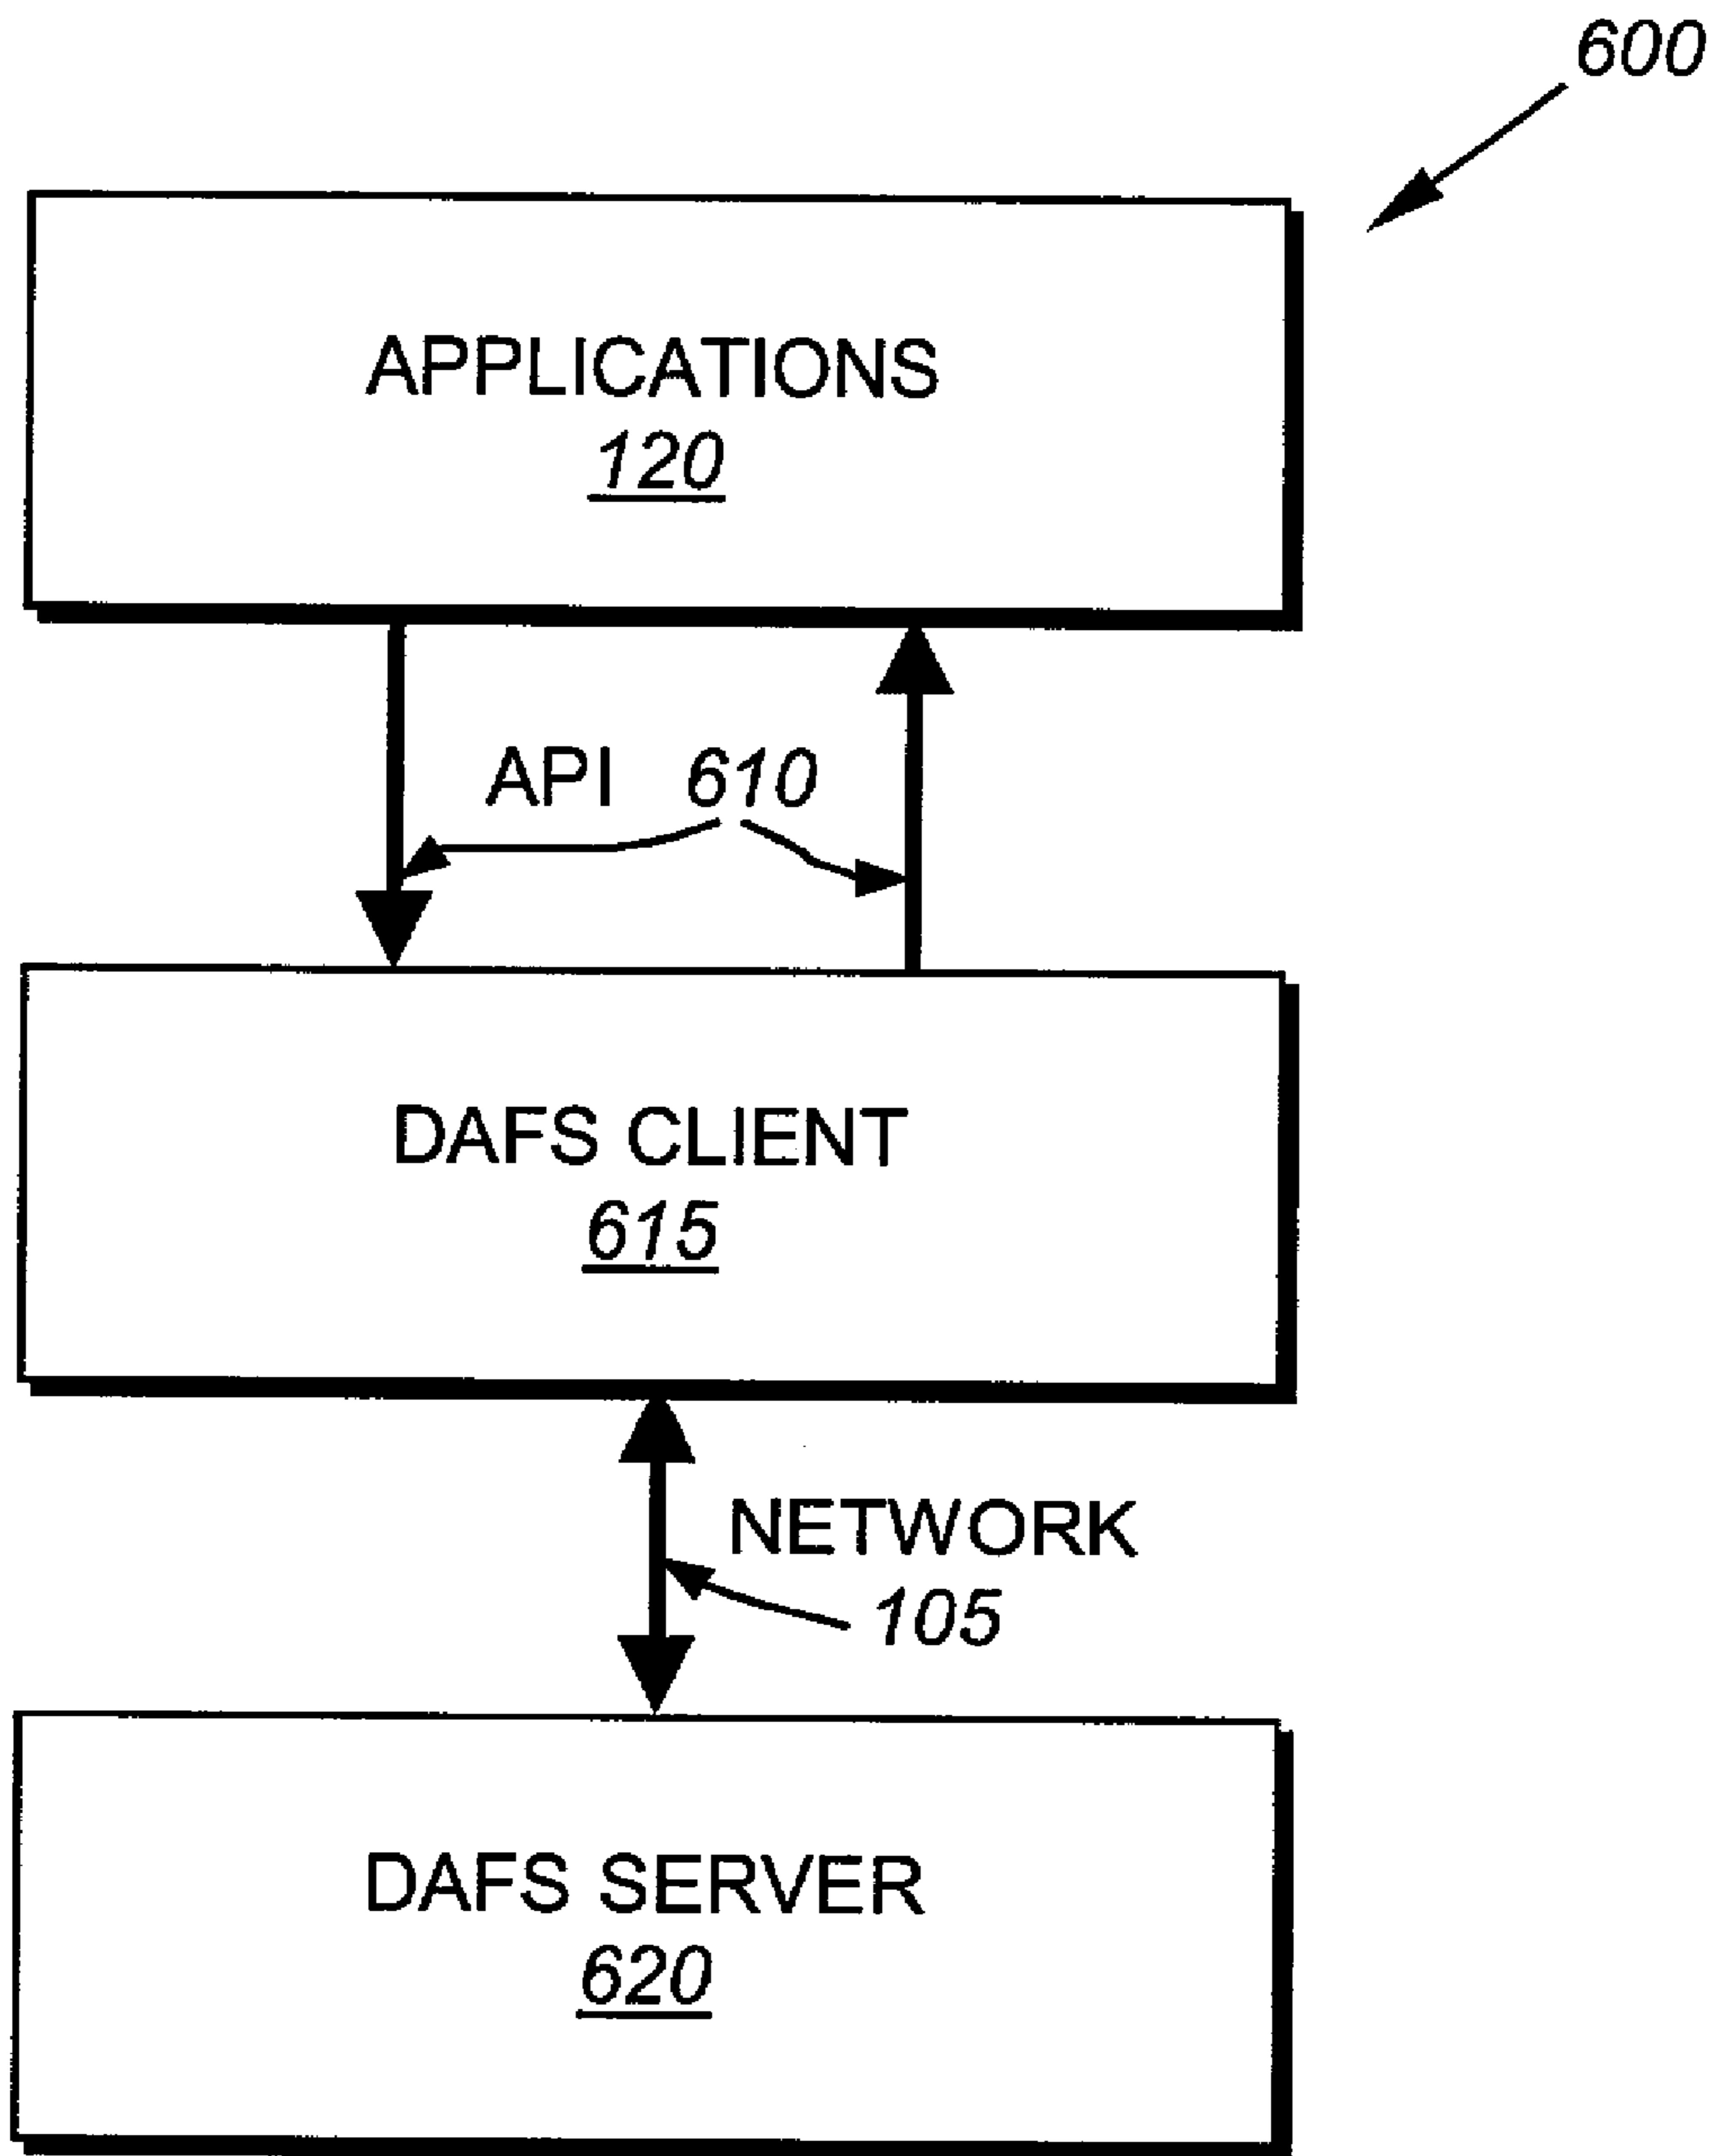 600
APPLICATIONS
120
API 610
DAFS CLIENT
615
NETWORK
105
DAFS SERVER
620